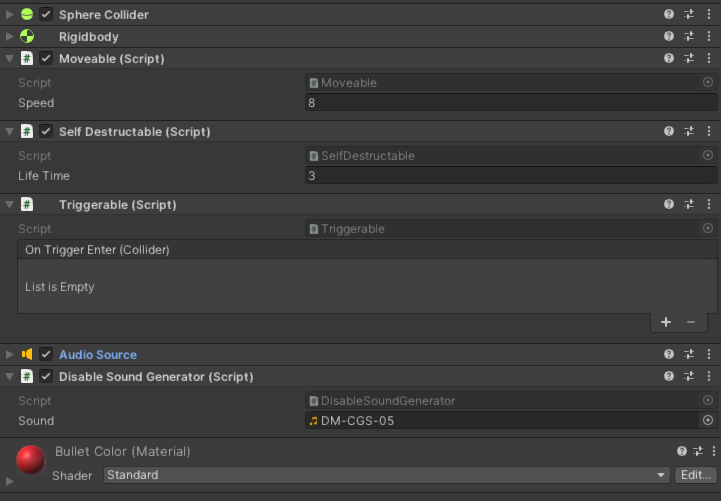 Sphere Collider
Rigidbody
# Moveable (Script)
Script # Moveable
Speed 8
# Self Destructable (Script)
Script # SelfDestructable
Life Time 3
# Triggerable (Script)
Script # Triggerable
On Trigger Enter (Collider)
List is Empty
+ −
Audio Source
# Disable Sound Generator (Script)
Script # DisableSoundGenerator
Sound DM-CGS-05
Bullet Color (Material)
Shader Standard Edit...